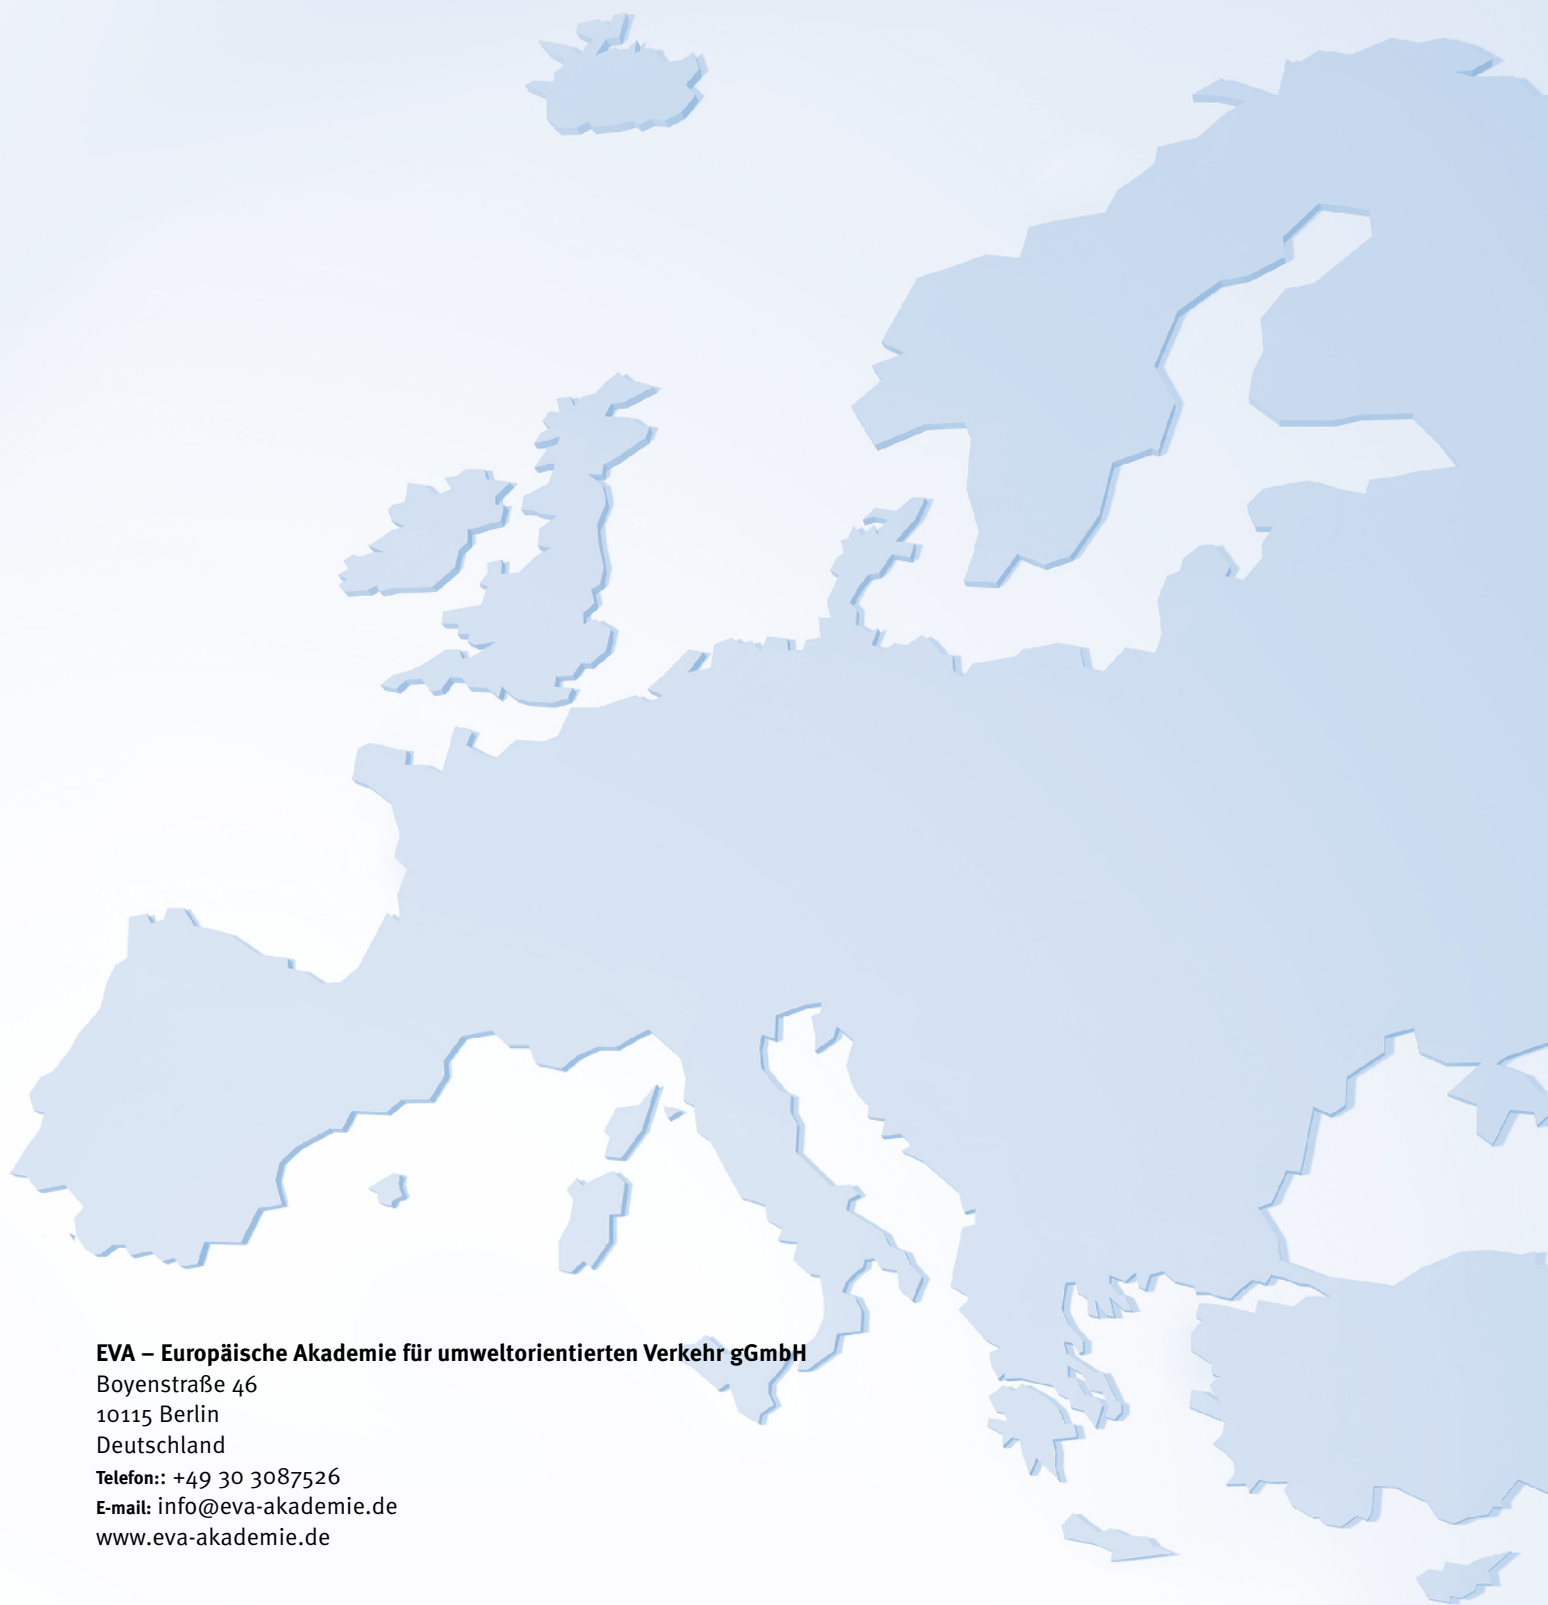 EVA – Europäische Akademie für umweltorientierten Verkehr gGmbH
Boyenstraße 46
10115 Berlin
Deutschland
Telefon:: +49 30 3087526
E-mail: info@eva-akademie.de
www.eva-akademie.de